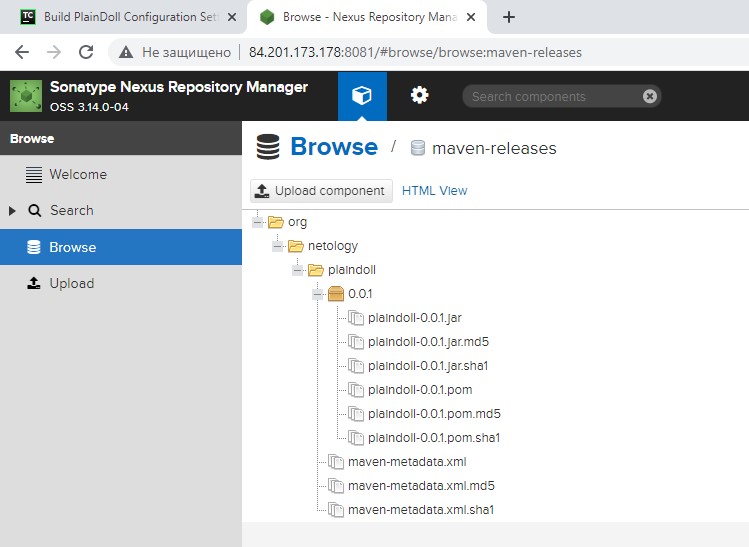 Build PlainDoll Configuration Set
Browse - Nexus Repository Mana
Не защищено 84.201.173.178:8081/#browse/browse:maven-releases
Sonatype Nexus Repository Manager
OSS 3.14.0-04
Search components
Browse
Welcome
Search
Browse
Upload
Browse / maven-releases
Upload component HTML View
org
netology
plaindoll
0.0.1
plaindoll-0.0.1.jar
plaindoll-0.0.1.jar.md5
plaindoll-0.0.1.jar.sha1
plaindoll-0.0.1.pom
plaindoll-0.0.1.pom.md5
plaindoll-0.0.1.pom.sha1
maven-metadata.xml
maven-metadata.xml.md5
maven-metadata.xml.sha1